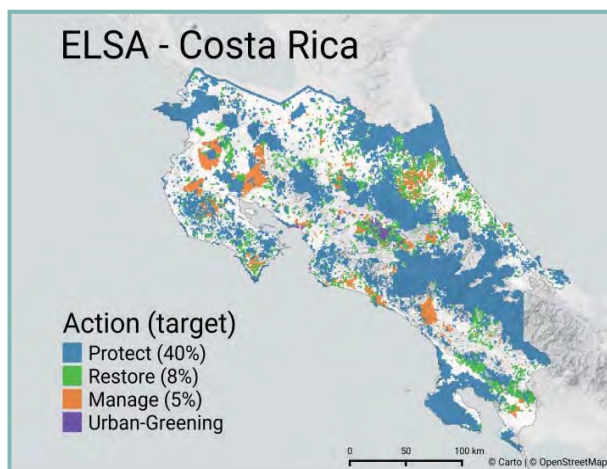 ELSA - Costa Rica
Action (target)
Protect (40%)
Restore (8%)
Manage (5%)
Urban-Greening
0 50 100 km
© Carto | © OpenStreetMap